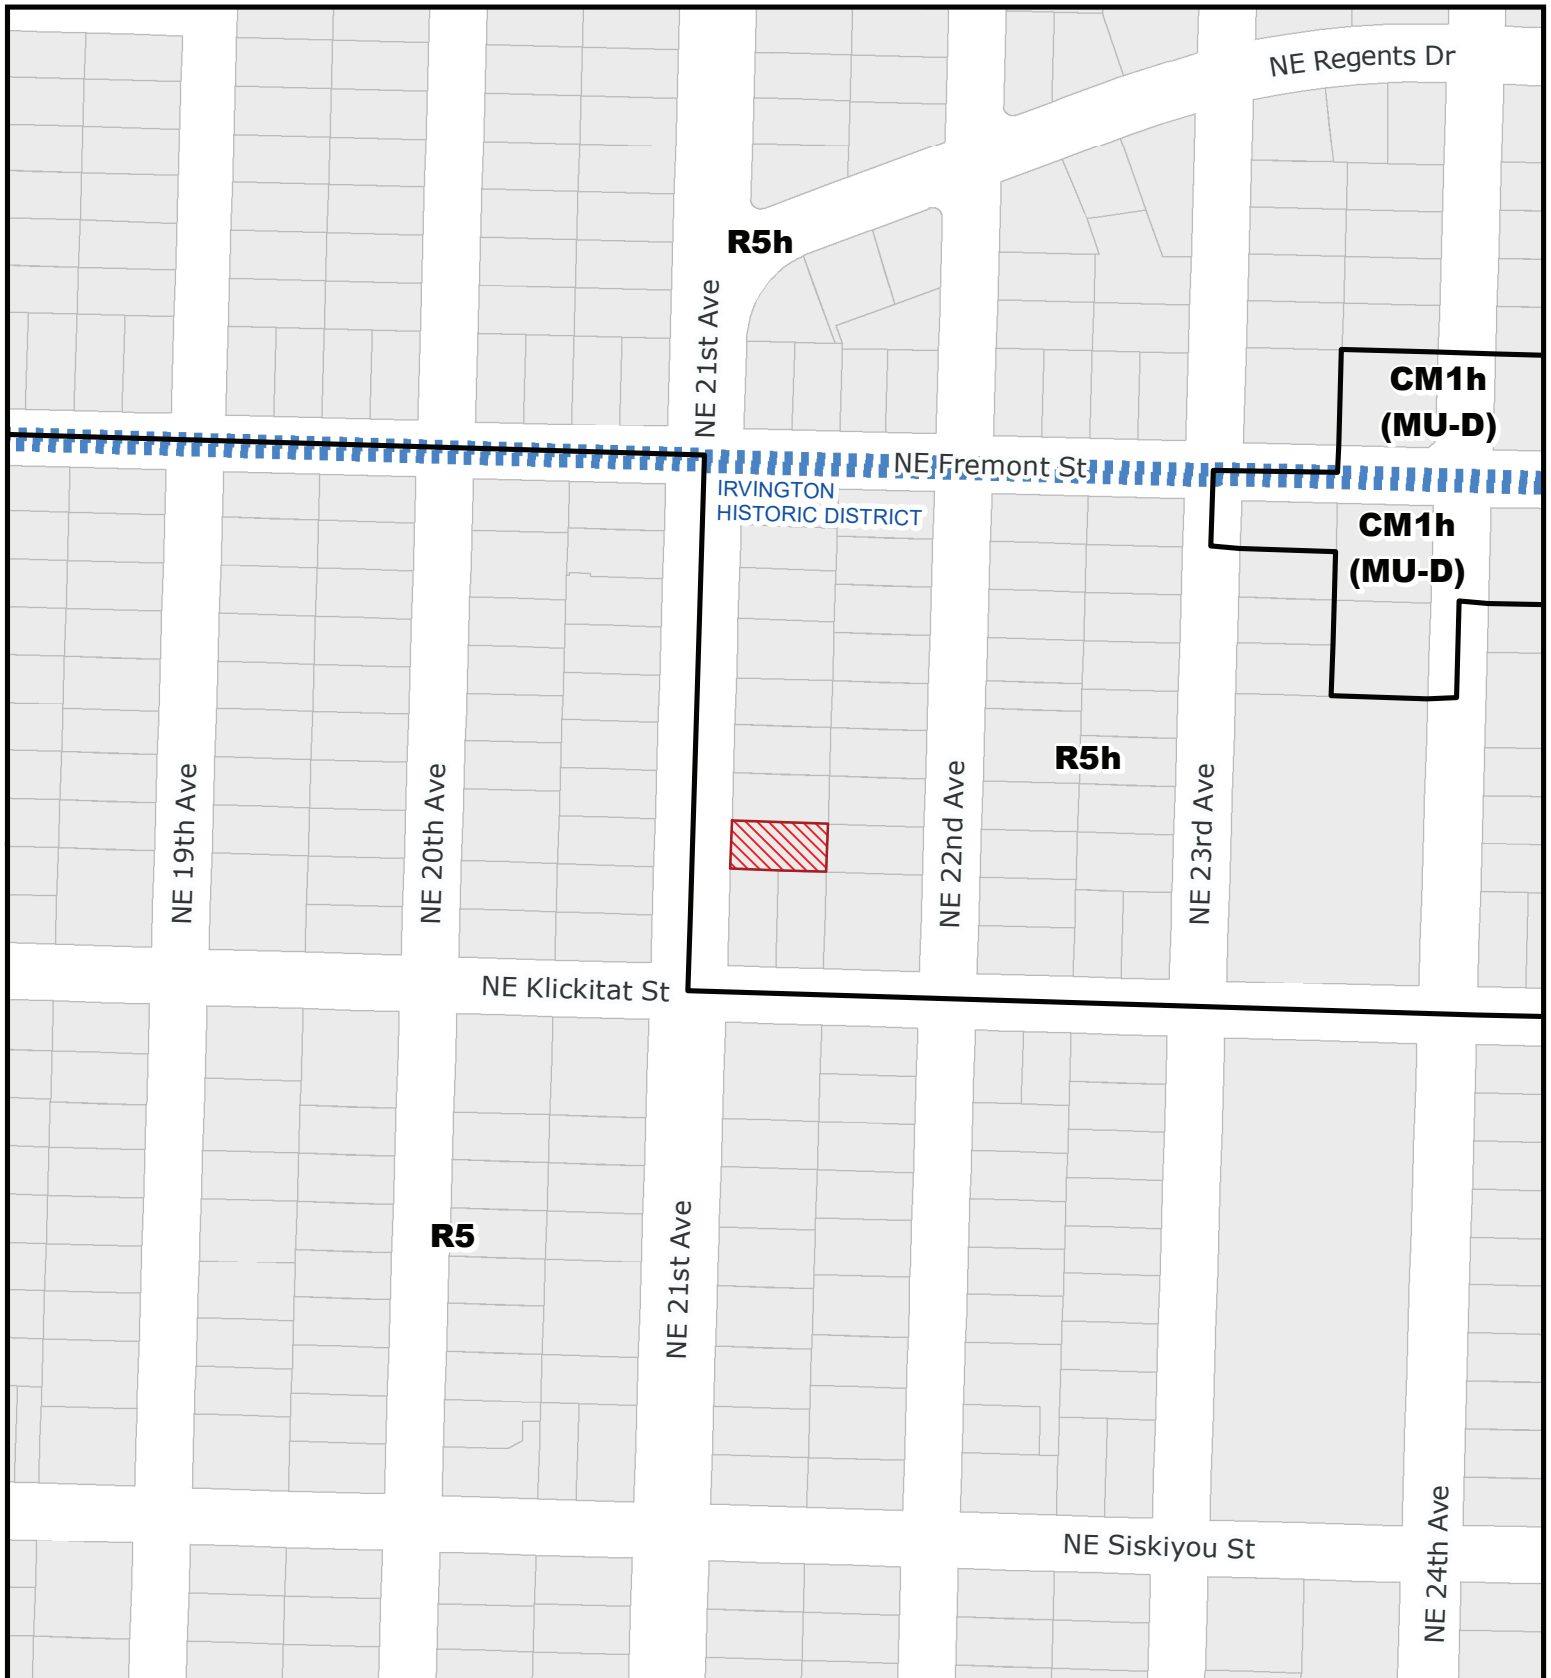 NE Regents Dr
R5h
NE 21st Ave
CM1h
(MU-D)
NE Fremont St
IRVINGTON
HISTORIC DISTRICT
CM1h
(MU-D)
R5h
NE 19th Ave
NE 20th Ave
NE 22nd Ave
NE 23rd Ave
NE Klickitat St
R5
NE 21st Ave
NE Siskiyou St
NE 24th Ave